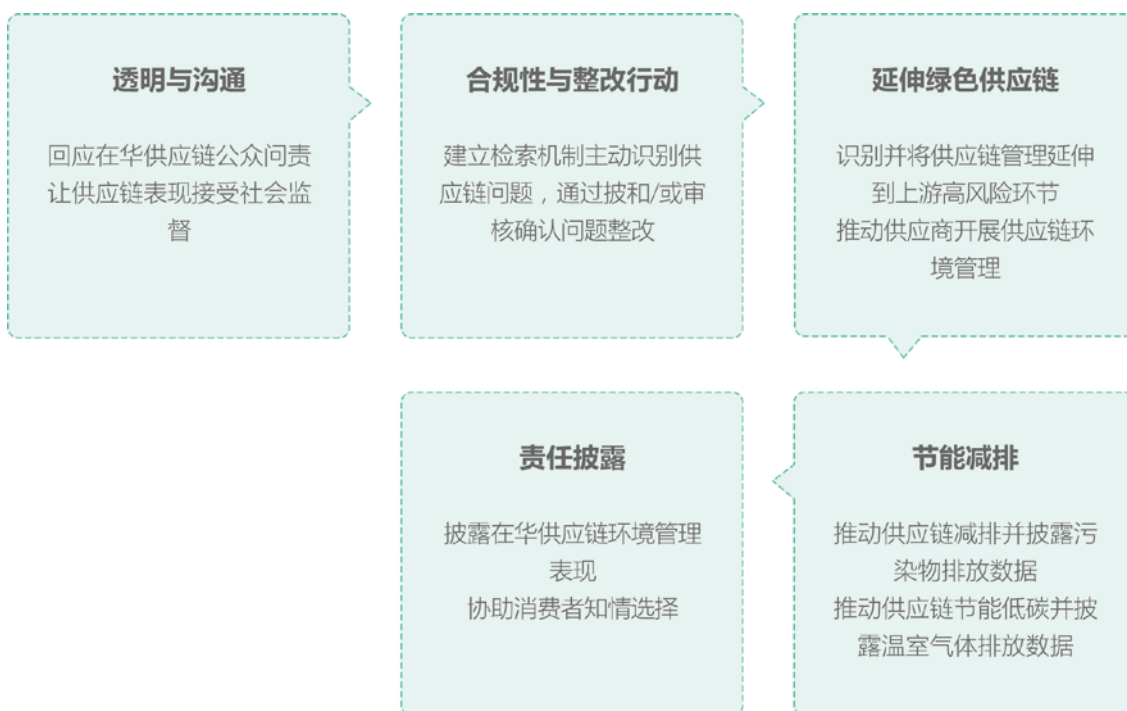 透明与沟通
回应在华供应链公众问责
让供应链表现接受社会监
督
合规性与整改行动
建立检索机制主动识别供
应链问题，通过披和/或审
核确认问题整改
延伸绿色供应链
识别并将供应链管理延伸
到上游高风险环节
推动供应商开展供应链环
境管理
节能减排
推动供应链减排并披露污
染物排放数据
推动供应链节能低碳并披
露温室气体排放数据
责任披露
披露在华供应链环境管理
表现
协助消费者知情选择